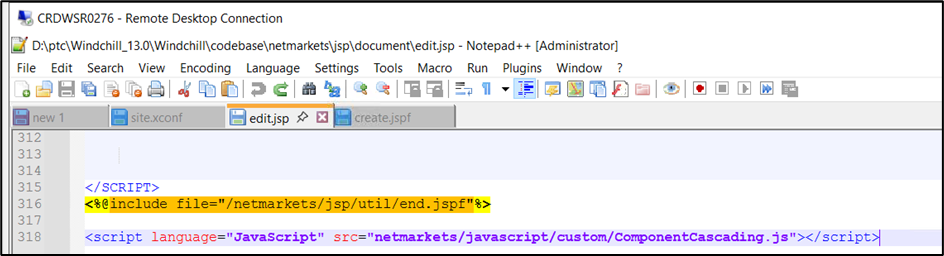 CRDWSR0276 - Remote Desktop Connection
D:\ptc\Windchill_13.0\Windchill\codebase\netmarkets\jsp\document\edit.jsp - Notepad++ [Administrator]
File Edit Search View Encoding Language Settings Tools Macro Run Plugins Window ?
new 1 site.xconf edit.jsp create.jspf
312
313
314
315 </SCRIPT>
316 <%@include file="/netmarkets/jsp/util/end.jspf"%>
317
318 <script language="JavaScript" src="netmarkets/javascript/custom/ComponentCascading.js"></script>